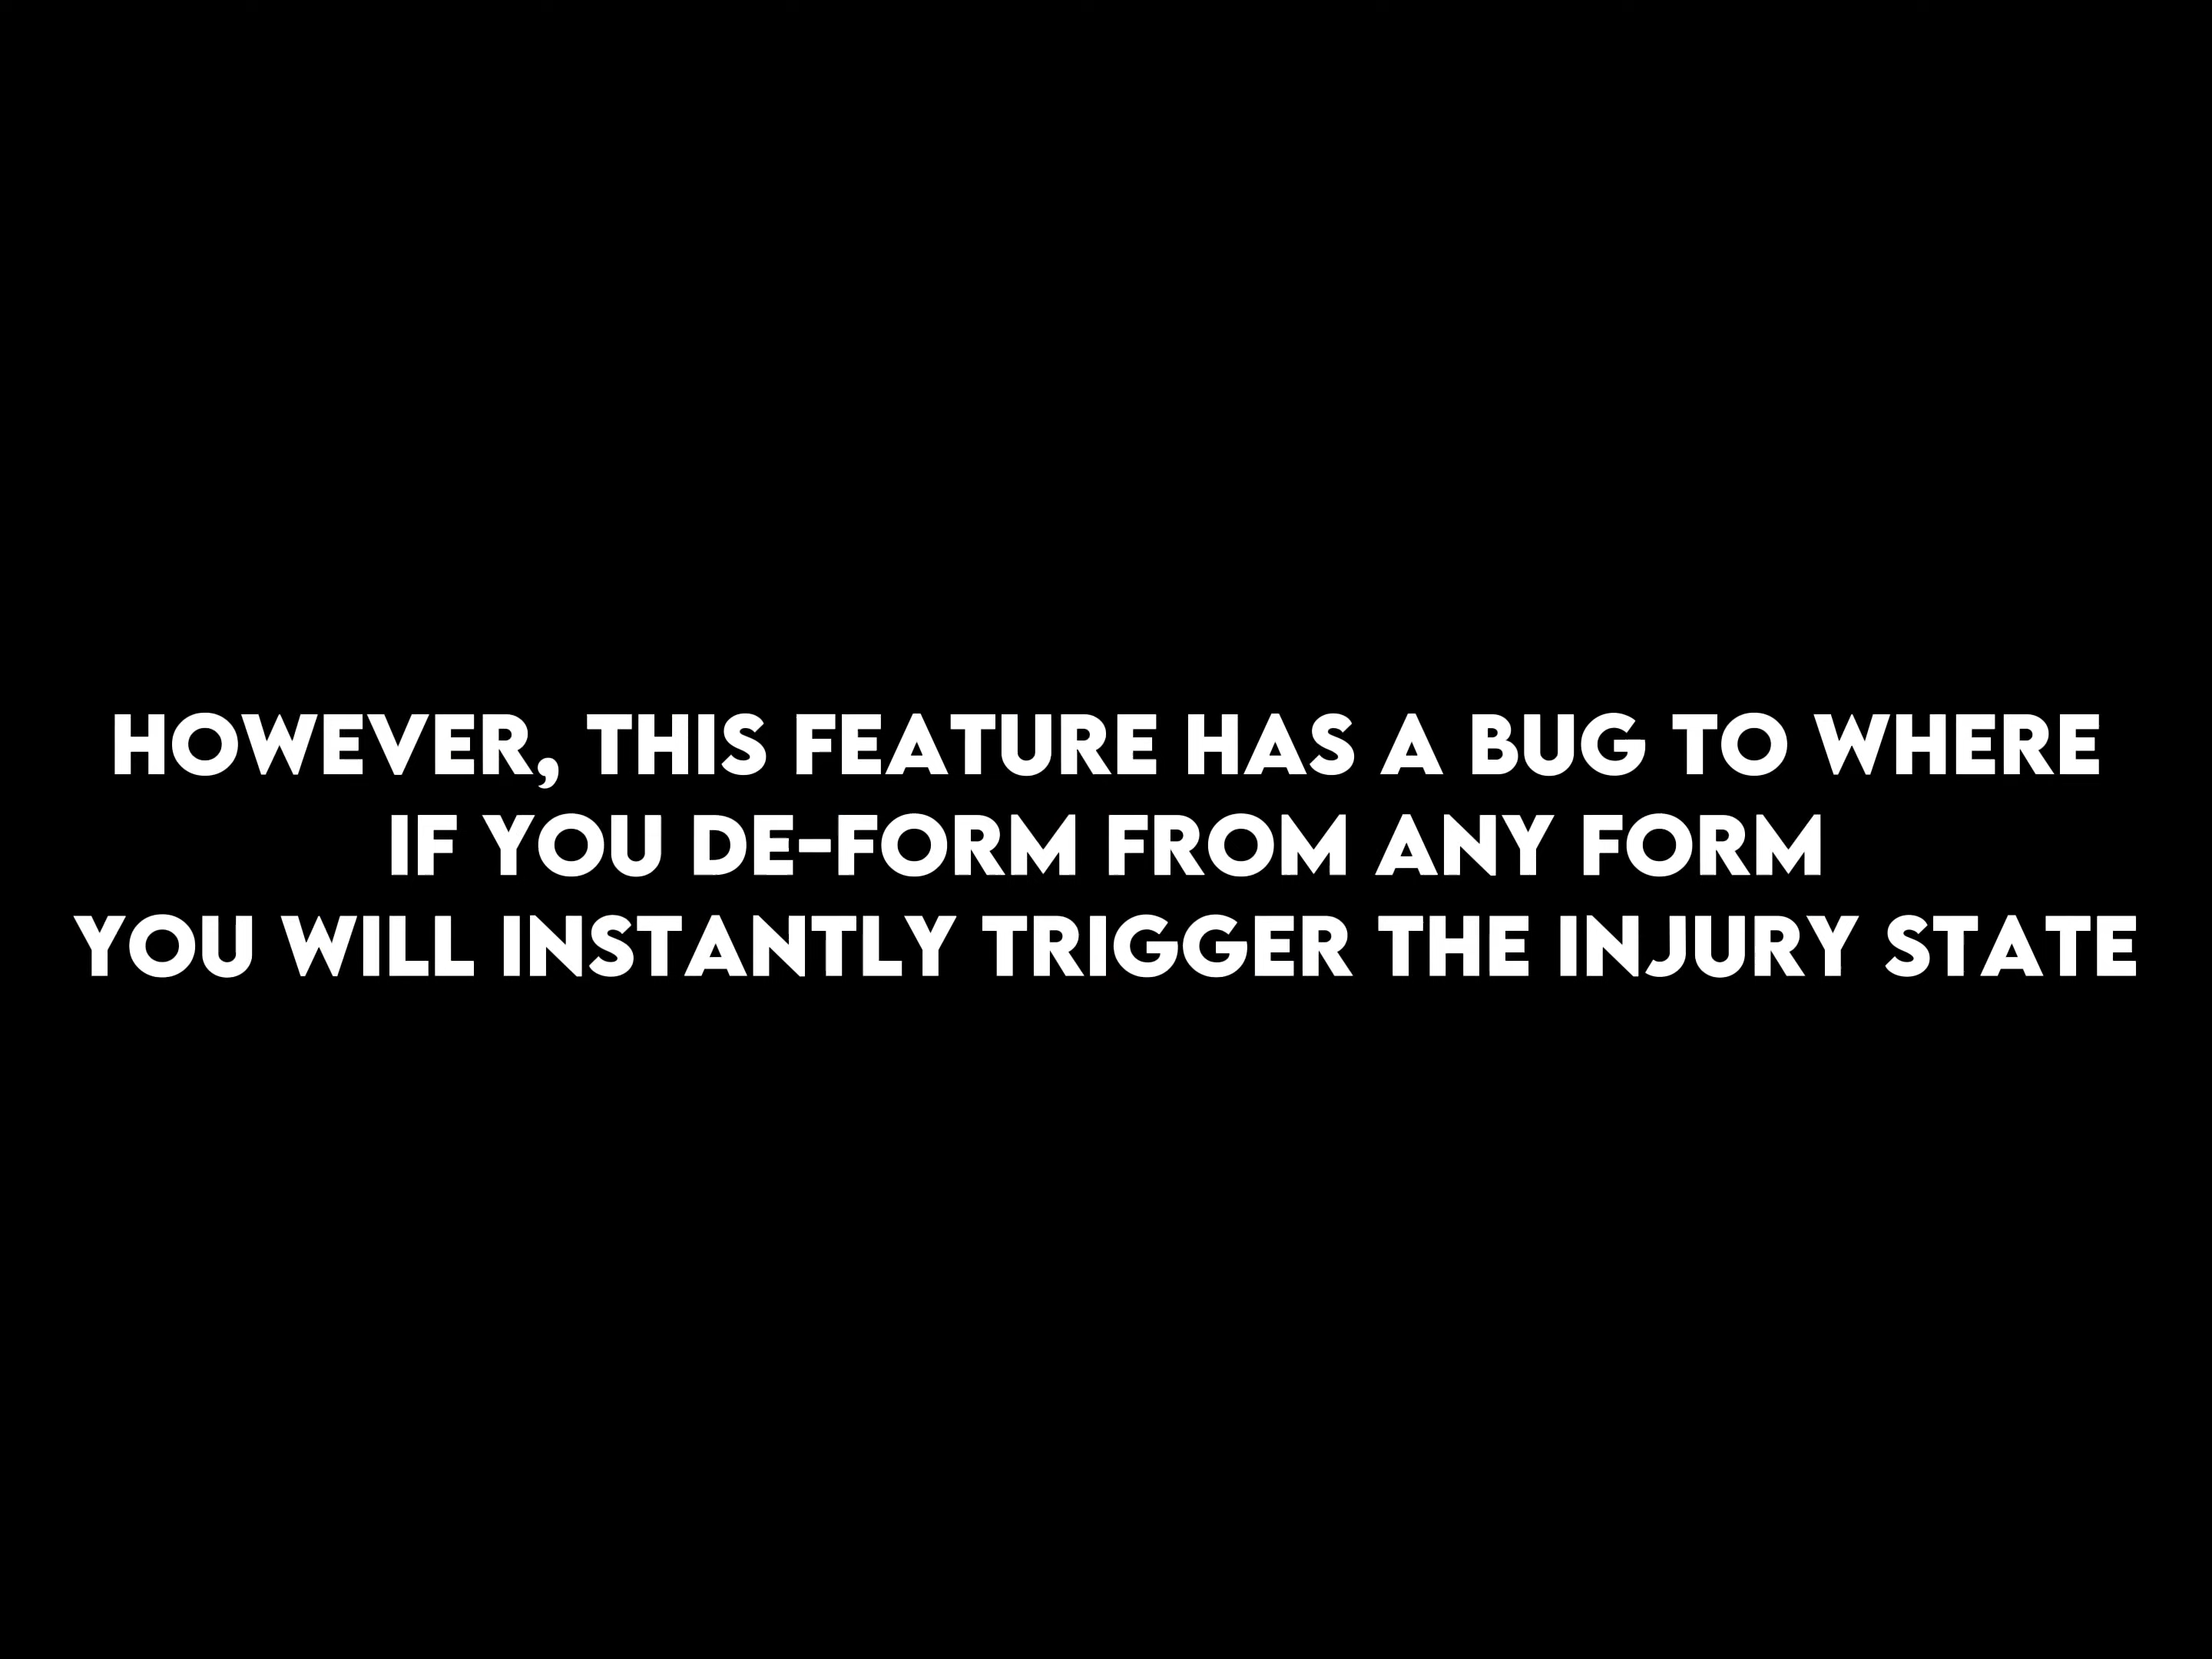 HOWEVER, THIS FEATURE HAS A BUG TO WHERE
IF YOU DE-FORM FROM ANY FORM
YOU WILL INSTANTLY TRIGGER THE INJURY STATE